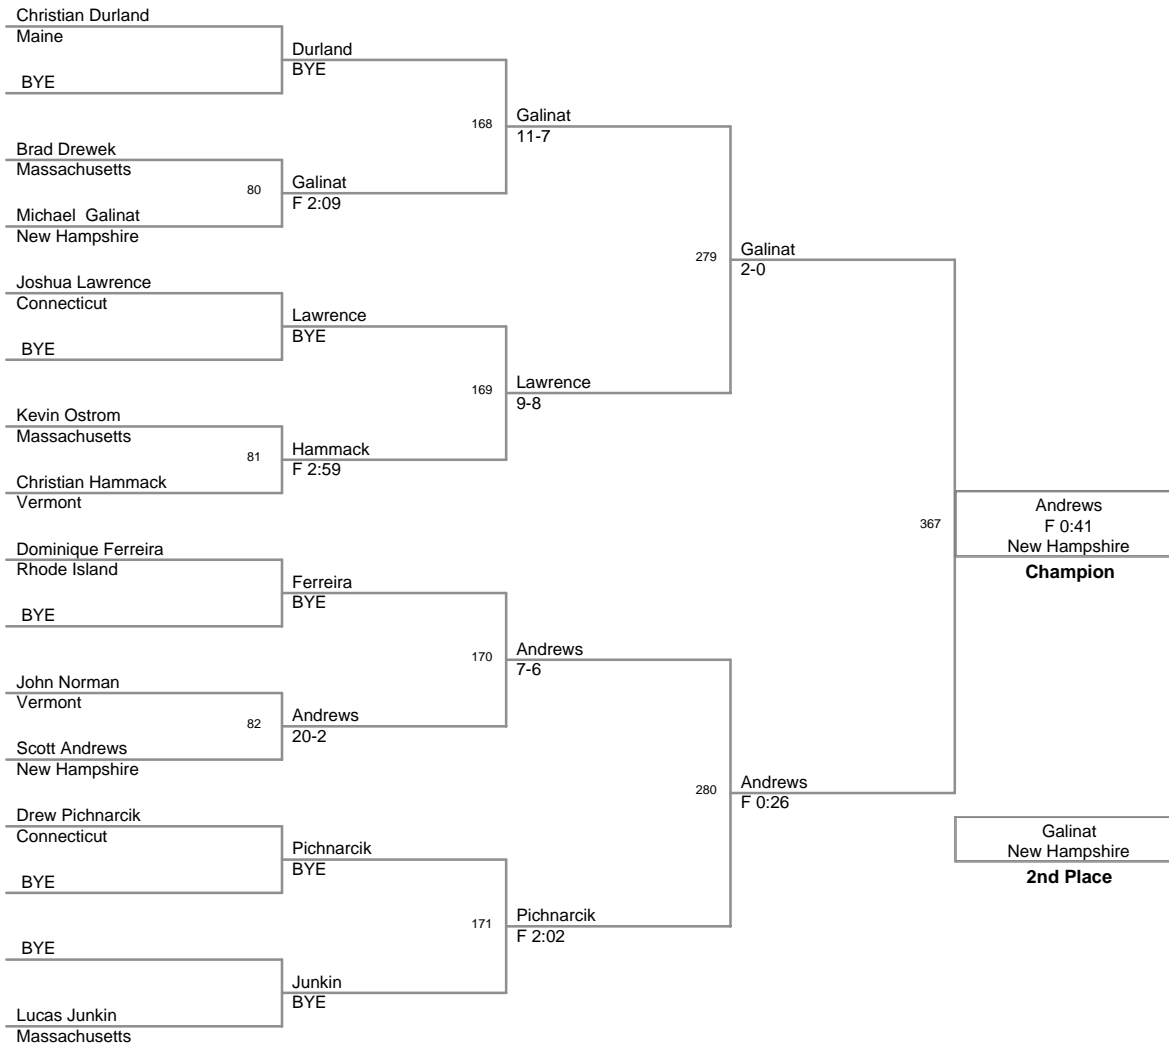 Christian Durland
Maine
BYE
Durland
BYE
Brad Drewek
Massachusetts
80
Michael  Galinat
New Hampshire
Galinat
F 2:09
168
Galinat
11-7
Joshua Lawrence
Connecticut
BYE
Lawrence
BYE
Kevin Ostrom
Massachusetts
81
Christian Hammack
Vermont
Hammack
F 2:59
169
Lawrence
9-8
279
Galinat
2-0
Dominique Ferreira
Rhode Island
BYE
Ferreira
BYE
John Norman
Vermont
82
Scott Andrews
New Hampshire
Andrews
20-2
170
Andrews
7-6
Drew Pichnarcik
Connecticut
BYE
Pichnarcik
BYE
BYE
Lucas Junkin
Massachusetts
Junkin
BYE
171
Pichnarcik
F 2:02
280
Andrews
F 0:26
367
Andrews
F 0:41
New Hampshire
Champion
Galinat
New Hampshire
2nd Place